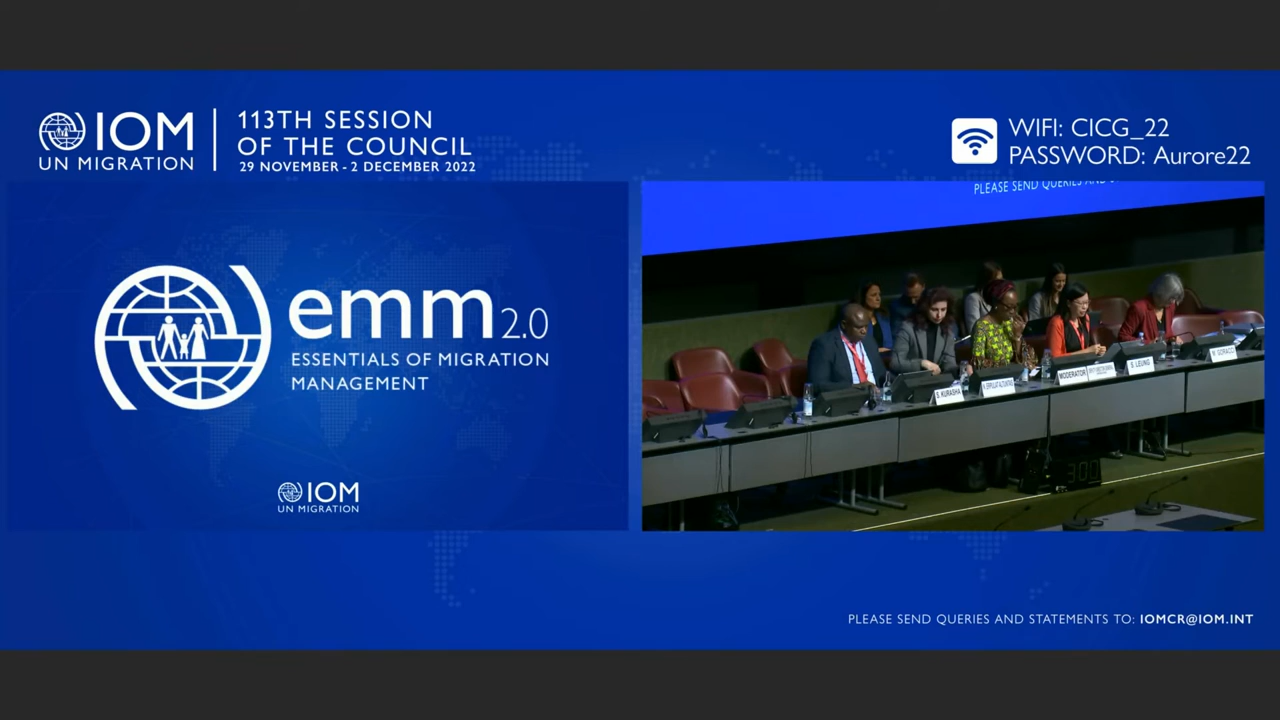 IOM
UN MIGRATION
113TH SESSION
OF THE COUNCIL
29 NOVEMBER - 2 DECEMBER 2022
WIFI: CICG_22
PASSWORD: Aurore22
emm 2.0
ESSENTIALS OF MIGRATION
MANAGEMENT
IOM
UN MIGRATION
PLEASE SEND QUERIES AND
S. KURASHA
MODERATOR
S. LEUNG
PLEASE SEND QUERIES AND STATEMENTS TO: IOMCR@IOM.INT